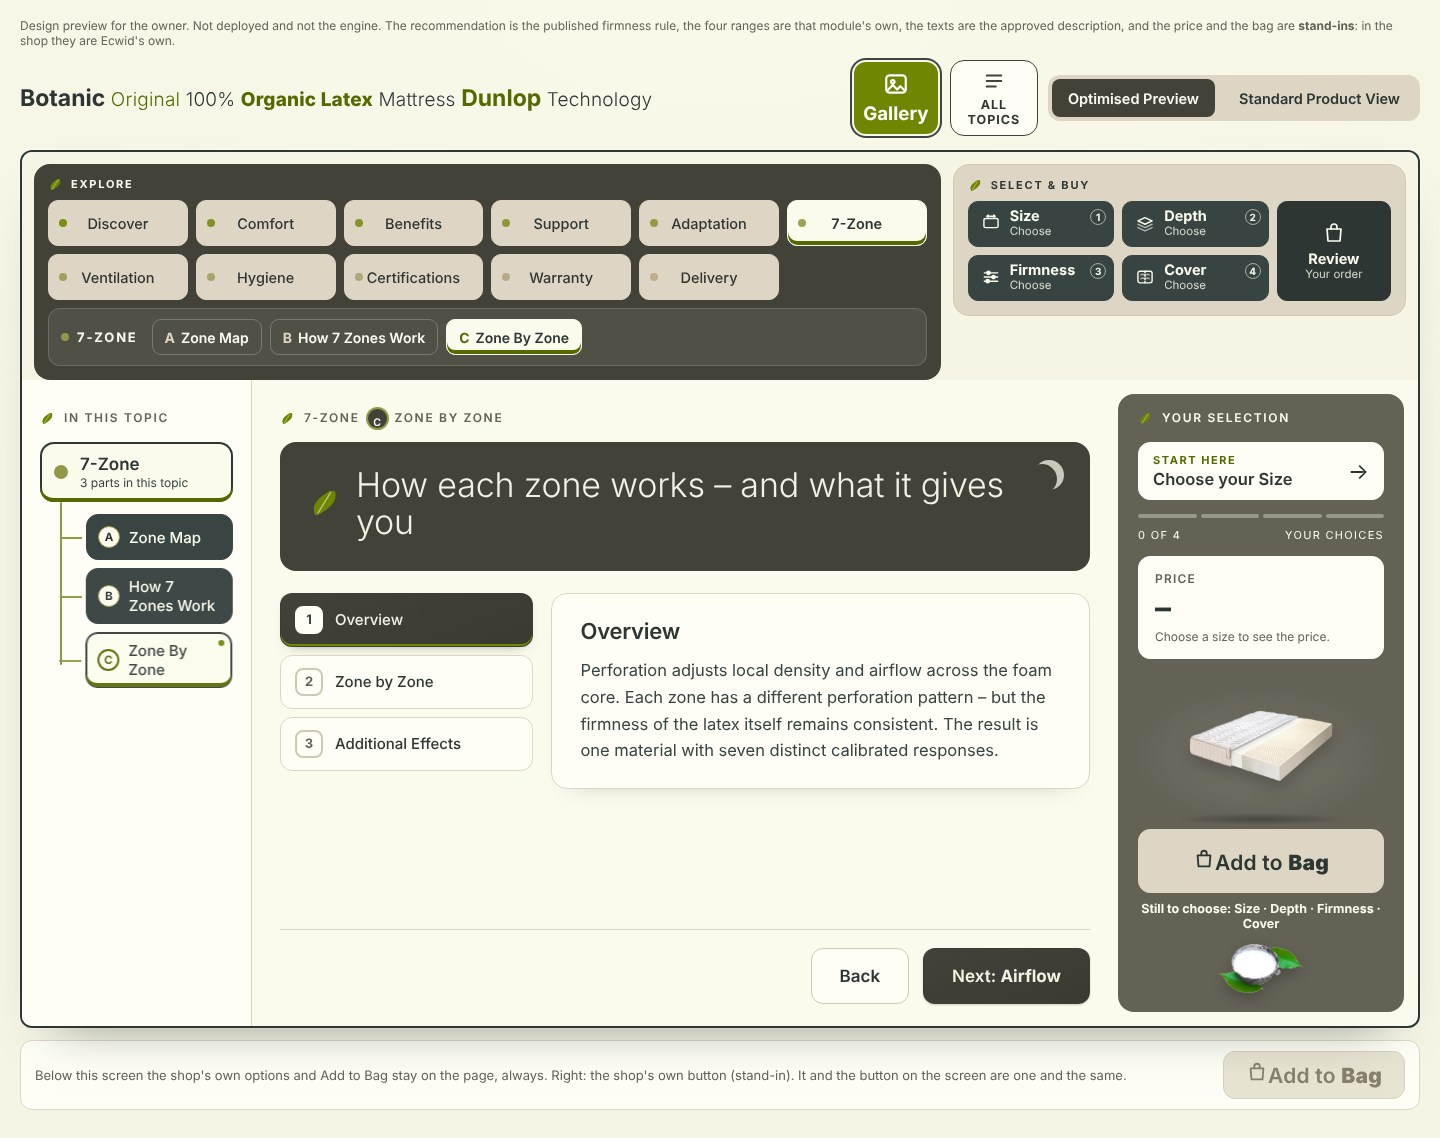 Design preview for the owner. Not deployed and not the engine. The recommendation is the published firmness rule, the four ranges are that module's own, the texts are the approved description, and the price and the bag are stand-ins: in the
shop they are Ecwid's own.
Botanic Original 100% Organic Latex Mattress Dunlop Technology
Gallery
ALL
TOPICS
Optimised Preview
Standard Product View
EXPLORE
Discover
Comfort
Benefits
Support
Adaptation
7-Zone
Ventilation
Hygiene
Certifications
Warranty
Delivery
7-ZONE
A Zone Map
B How 7 Zones Work
C Zone By Zone
SELECT & BUY
Size
Choose
1
Depth
Choose
2
Firmness
Choose
3
Cover
Choose
4
Review
Your order
IN THIS TOPIC
7-Zone
3 parts in this topic
A Zone Map
B How 7
Zones Work
C Zone By
Zone
7-ZONE C ZONE BY ZONE
How each zone works – and what it gives
you
1 Overview
2 Zone by Zone
3 Additional Effects
Overview
Perforation adjusts local density and airflow across the foam
core. Each zone has a different perforation pattern – but the
firmness of the latex itself remains consistent. The result is
one material with seven distinct calibrated responses.
Back
Next: Airflow
YOUR SELECTION
START HERE
Choose your Size
0 OF 4
YOUR CHOICES
PRICE
–
Choose a size to see the price.
Add to Bag
Still to choose: Size · Depth · Firmness ·
Cover
Below this screen the shop's own options and Add to Bag stay on the page, always. Right: the shop's own button (stand-in). It and the button on the screen are one and the same.
Add to Bag